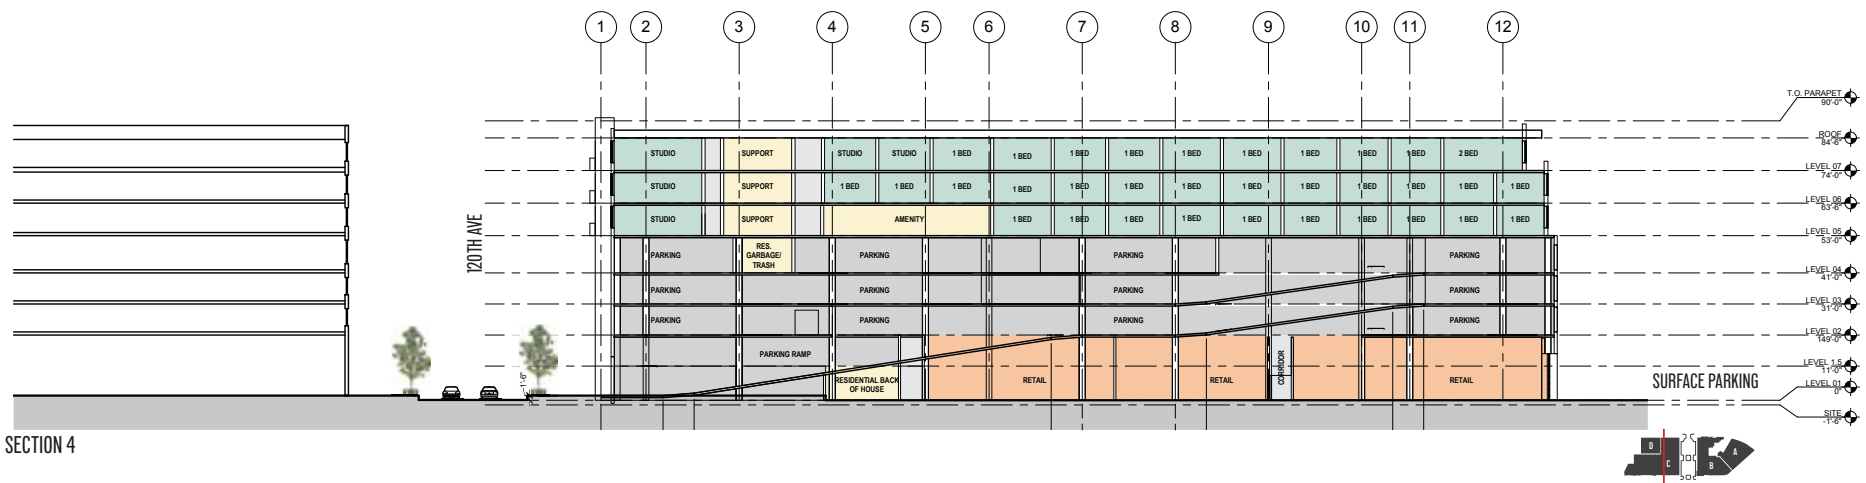 1 2 3 4 5 6 7 8 9 10 11 12
T.O. PARAPET
90'-0"
ROOF
84'-6"
STUDIO SUPPORT STUDIO STUDIO 1 BED 1 BED 1 BED 1 BED 1 BED 1 BED 1 BED 1 BED 1 BED 2 BED
LEVEL 07
74'-0"
STUDIO SUPPORT 1 BED 1 BED 1 BED 1 BED 1 BED 1 BED 1 BED 1 BED 1 BED 1 BED 1 BED 1 BED 1 BED
LEVEL 06
63'-6"
STUDIO SUPPORT AMENITY 1 BED 1 BED 1 BED 1 BED 1 BED 1 BED 1 BED 1 BED 1 BED 1 BED
LEVEL 05
53'-0"
120TH AVE
PARKING RES. GARBAGE/ TRASH PARKING PARKING PARKING
LEVEL 04
41'-0"
PARKING PARKING PARKING PARKING
LEVEL 03
31'-0"
PARKING PARKING PARKING PARKING
LEVEL 02
149'-0"
PARKING RAMP
CORRIDOR
LEVEL 1.5
11'-0"
-1'-6"
RESIDENTIAL BACK
OF HOUSE
RETAIL RETAIL RETAIL
SURFACE PARKING
LEVEL 01
0"
SITE
-1'-6"
SECTION 4
D C B A